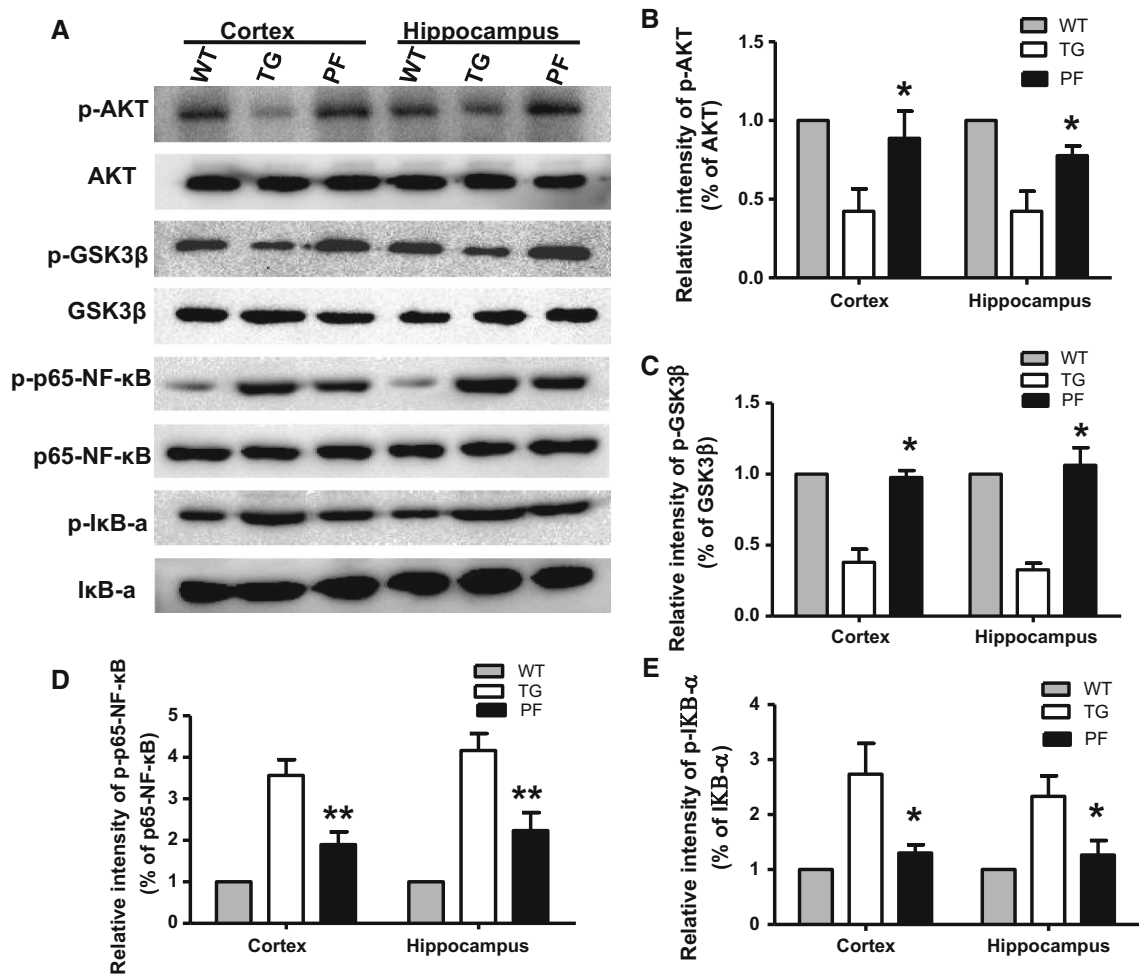 A
Cortex
Hippocampus
WT
TG
PF
WT
TG
PF
p-AKT
AKT
p-GSK3β
GSK3β
p-p65-NF-κB
p65-NF-κB
p-IκB-a
IκB-a
B
Relative intensity of p-AKT
(% of AKT)
WT
TG
PF
1.5
1.0
0.5
0.0
*
*
Cortex
Hippocampus
C
Relative intensity of p-GSK3β
(% of GSK3β)
WT
TG
PF
1.5
1.0
0.5
0.0
*
*
Cortex
Hippocampus
D
Relative intensity of p-p65-NF-κB
(% of p65-NF-κB)
WT
TG
PF
5
4
3
2
1
0
**
**
Cortex
Hippocampus
E
Relative intensity of p-IKB-α
(% of IKB-α)
WT
TG
PF
4
3
2
1
0
*
*
Cortex
Hippocampus